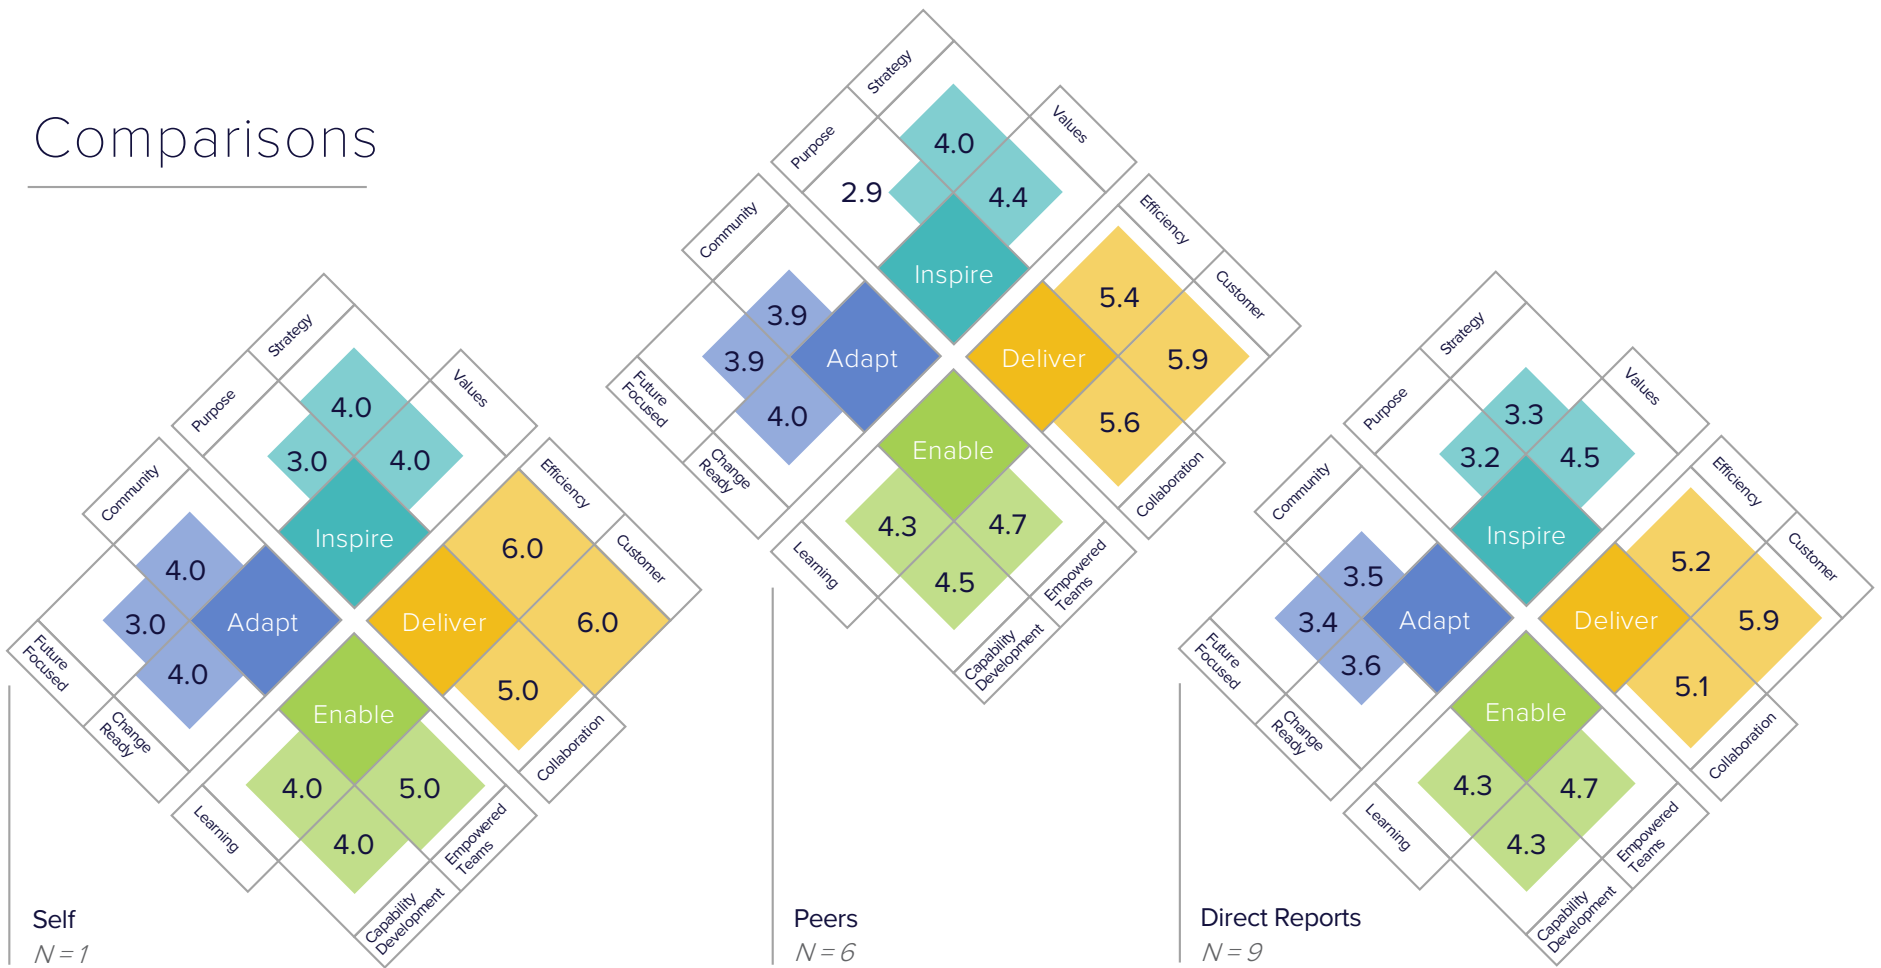 Comparisons
Strategy
Purpose
Values
Community
Efficiency
Customer
4.0
3.0
4.0
Inspire
4.0
3.0
4.0
Adapt
6.0
6.0
5.0
Deliver
Future
Focused
Change
Ready
Enable
4.0
5.0
4.0
Learning
Empowered
Teams
Capability
Development
Collaboration
Self
N = 1
Strategy
Purpose
Values
Community
Efficiency
Customer
4.0
2.9
4.4
Inspire
3.9
3.9
4.0
Adapt
5.4
5.9
5.6
Deliver
Future
Focused
Change
Ready
Enable
4.3
4.7
4.5
Learning
Empowered
Teams
Capability
Development
Collaboration
Peers
N = 6
Strategy
Purpose
Values
Community
Efficiency
Customer
3.3
3.2
4.5
Inspire
3.5
3.4
3.6
Adapt
5.2
5.9
5.1
Deliver
Future
Focused
Change
Ready
Enable
4.3
4.7
4.3
Learning
Empowered
Teams
Capability
Development
Collaboration
Direct Reports
N = 9